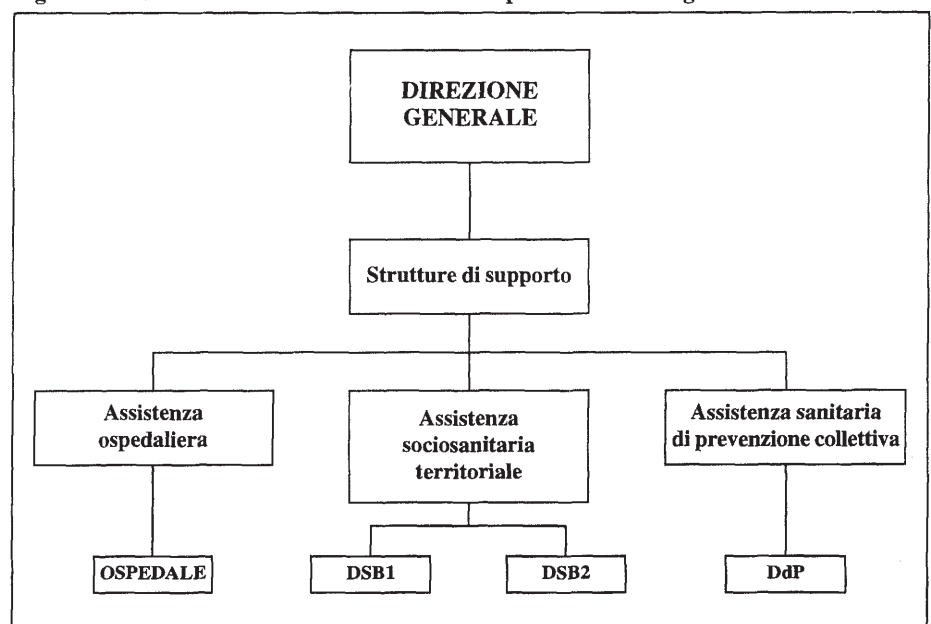 DIREZIONE
GENERALE
Strutture di supporto
Assistenza
ospedaliera
Assistenza
sociosanitaria
territoriale
Assistenza sanitaria
di prevenzione collettiva
OSPEDALE
DSB1
DSB2
DdP